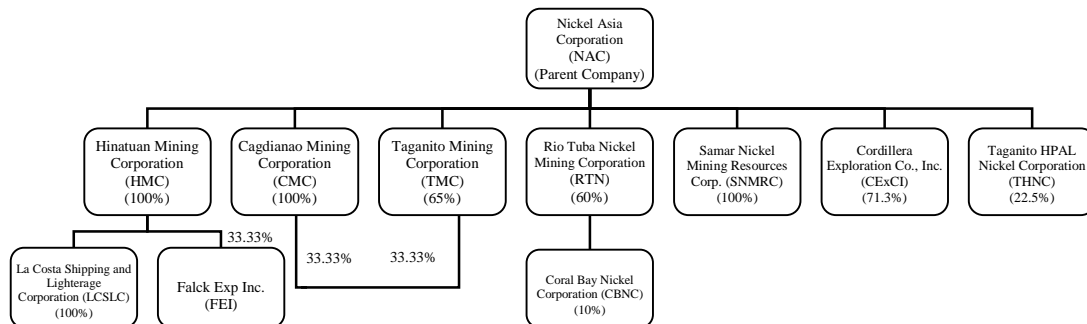 Nickel Asia
Corporation
(NAC)
(Parent Company)
Hinatuan Mining
Corporation
(HMC)
(100%)
Cagdianao Mining
Corporation
(CMC)
(100%)
Taganito Mining
Corporation
(TMC)
(65%)
Rio Tuba Nickel
Mining Corporation
(RTN)
(60%)
Samar Nickel
Mining Resources
Corp. (SNMRC)
(100%)
Cordillera
Exploration Co., Inc.
(CExCI)
(71.3%)
Taganito HPAL
Nickel Corporation
(THNC)
(22.5%)
33.33%
33.33%
33.33%
La Costa Shipping and
Lighterage
Corporation (LCSLC)
(100%)
Falck Exp Inc.
(FEI)
Coral Bay Nickel
Corporation (CBNC)
(10%)